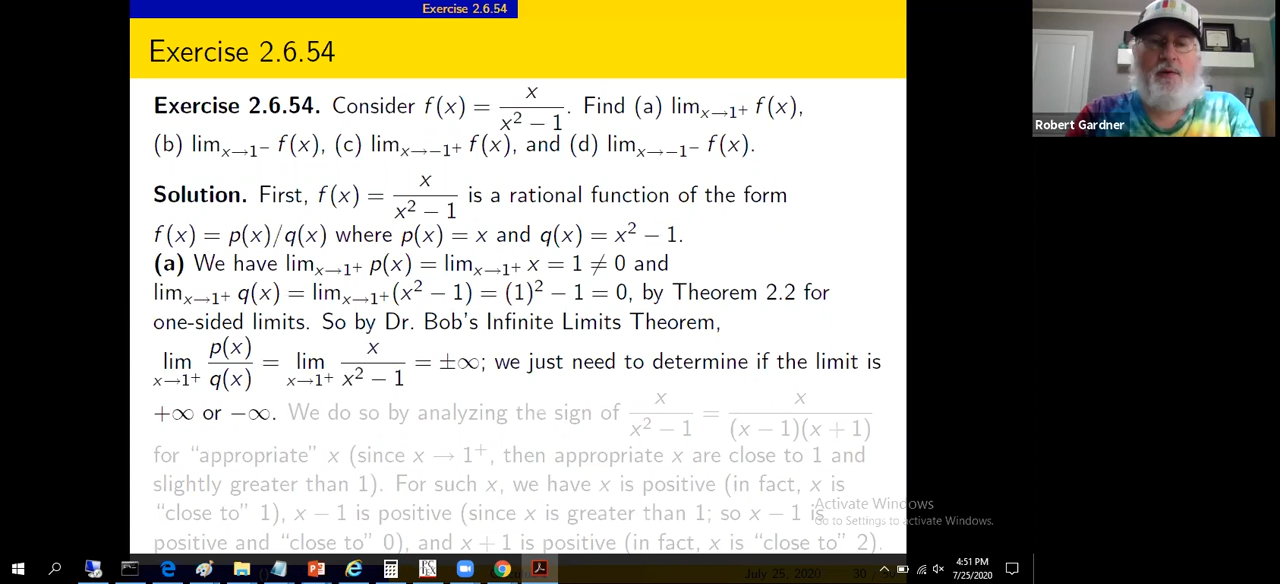 Exercise 2.6.54
Exercise 2.6.54
Exercise 2.6.54. Consider f(x) = x / (x² − 1). Find (a) lim_{x→1⁺} f(x),
(b) lim_{x→1⁻} f(x), (c) lim_{x→−1⁺} f(x), and (d) lim_{x→−1⁻} f(x).
Solution. First, f(x) = x / (x² − 1) is a rational function of the form
f(x) = p(x)/q(x) where p(x) = x and q(x) = x² − 1.
(a) We have lim_{x→1⁺} p(x) = lim_{x→1⁺} x = 1 ≠ 0 and
lim_{x→1⁺} q(x) = lim_{x→1⁺}(x² − 1) = (1)² − 1 = 0, by Theorem 2.2 for
one-sided limits. So by Dr. Bob's Infinite Limits Theorem,
lim_{x→1⁺} p(x)/q(x) = lim_{x→1⁺} x / (x² − 1) = ±∞; we just need to determine if the limit is
+∞ or −∞. We do so by analyzing the sign of x / (x² − 1) = x / ((x − 1)(x + 1))
for “appropriate” x (since x → 1⁺, then appropriate x are close to 1 and
slightly greater than 1). For such x, we have x is positive (in fact, x is
“close to” 1), x − 1 is positive (since x is greater than 1; so x − 1 is
positive and “close to” 0), and x + 1 is positive (in fact, x is “close to” 2).
July 25, 2020 30 /
Robert Gardner
Activate Windows
Go to Settings to activate Windows.
4:51 PM
7/25/2020